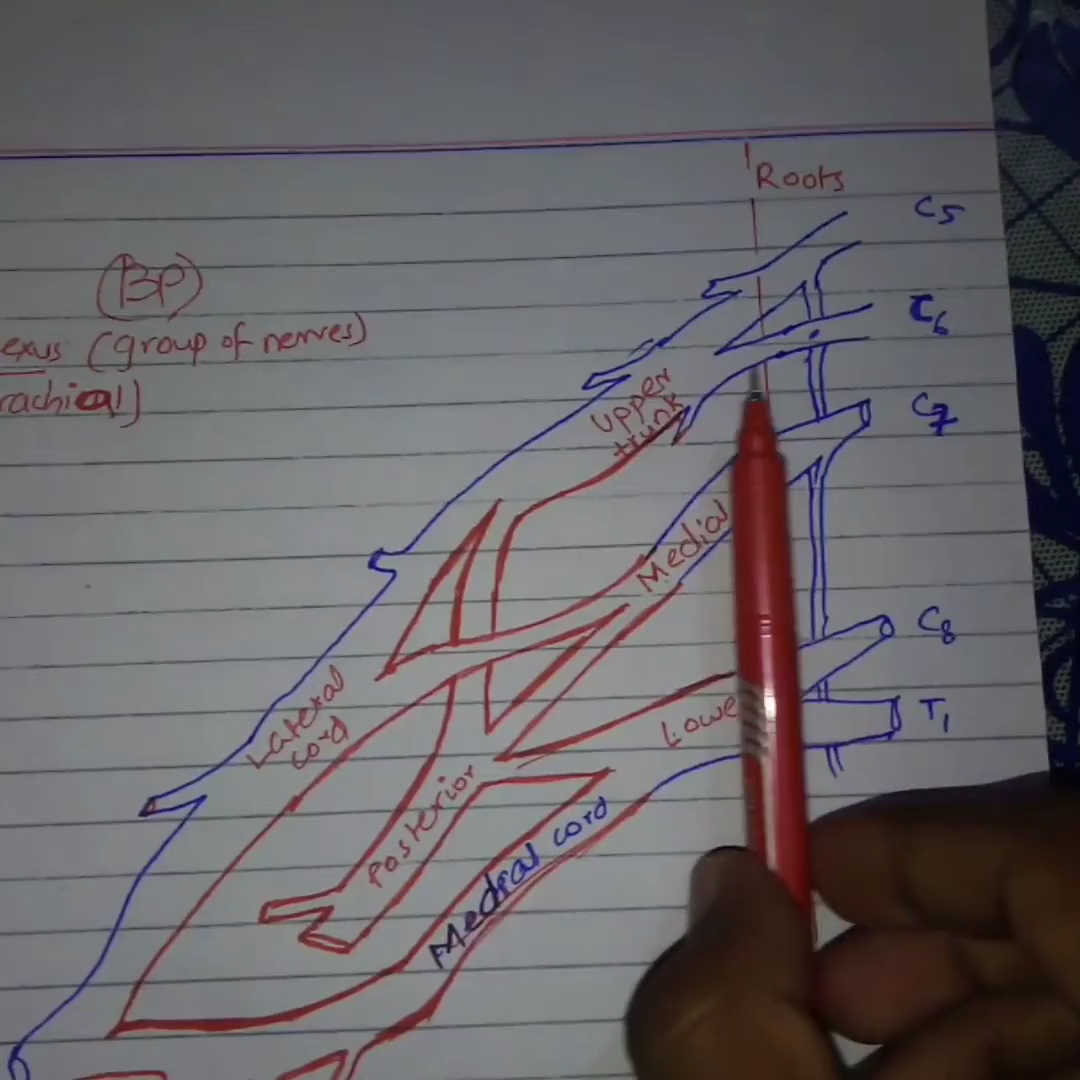 Roots
C5
(BP)
exus (group of nerves)
C6
rachial]
Upper
trunk
C7
Medial
C8
Lateral
cord
Lowe
T1
Posterior
Medical cord